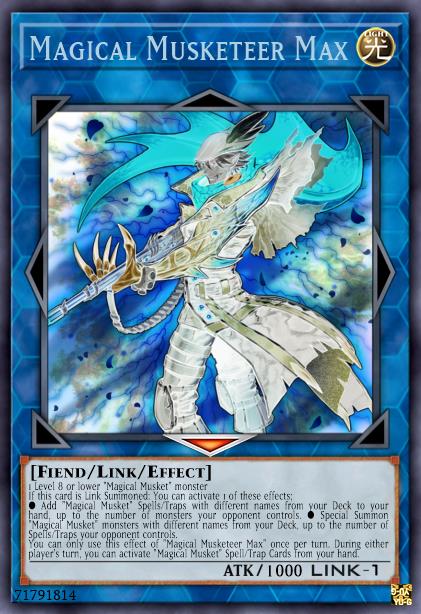 Magical Musketeer Max
LIGHT
光
[Fiend/Link/Effect]
1 Level 8 or lower "Magical Musket" monster
If this card is Link Summoned: You can activate 1 of these effects;
● Add "Magical Musket" Spells/Traps with different names from your Deck to your
hand, up to the number of monsters your opponent controls. ● Special Summon
"Magical Musket" monsters with different names from your Deck, up to the number of
Spells/Traps your opponent controls.
You can only use this effect of "Magical Musketeer Max" once per turn. During either
player's turn, you can activate "Magical Musket" Spell/Trap Cards from your hand.
ATK/1000 LINK-1
71791814